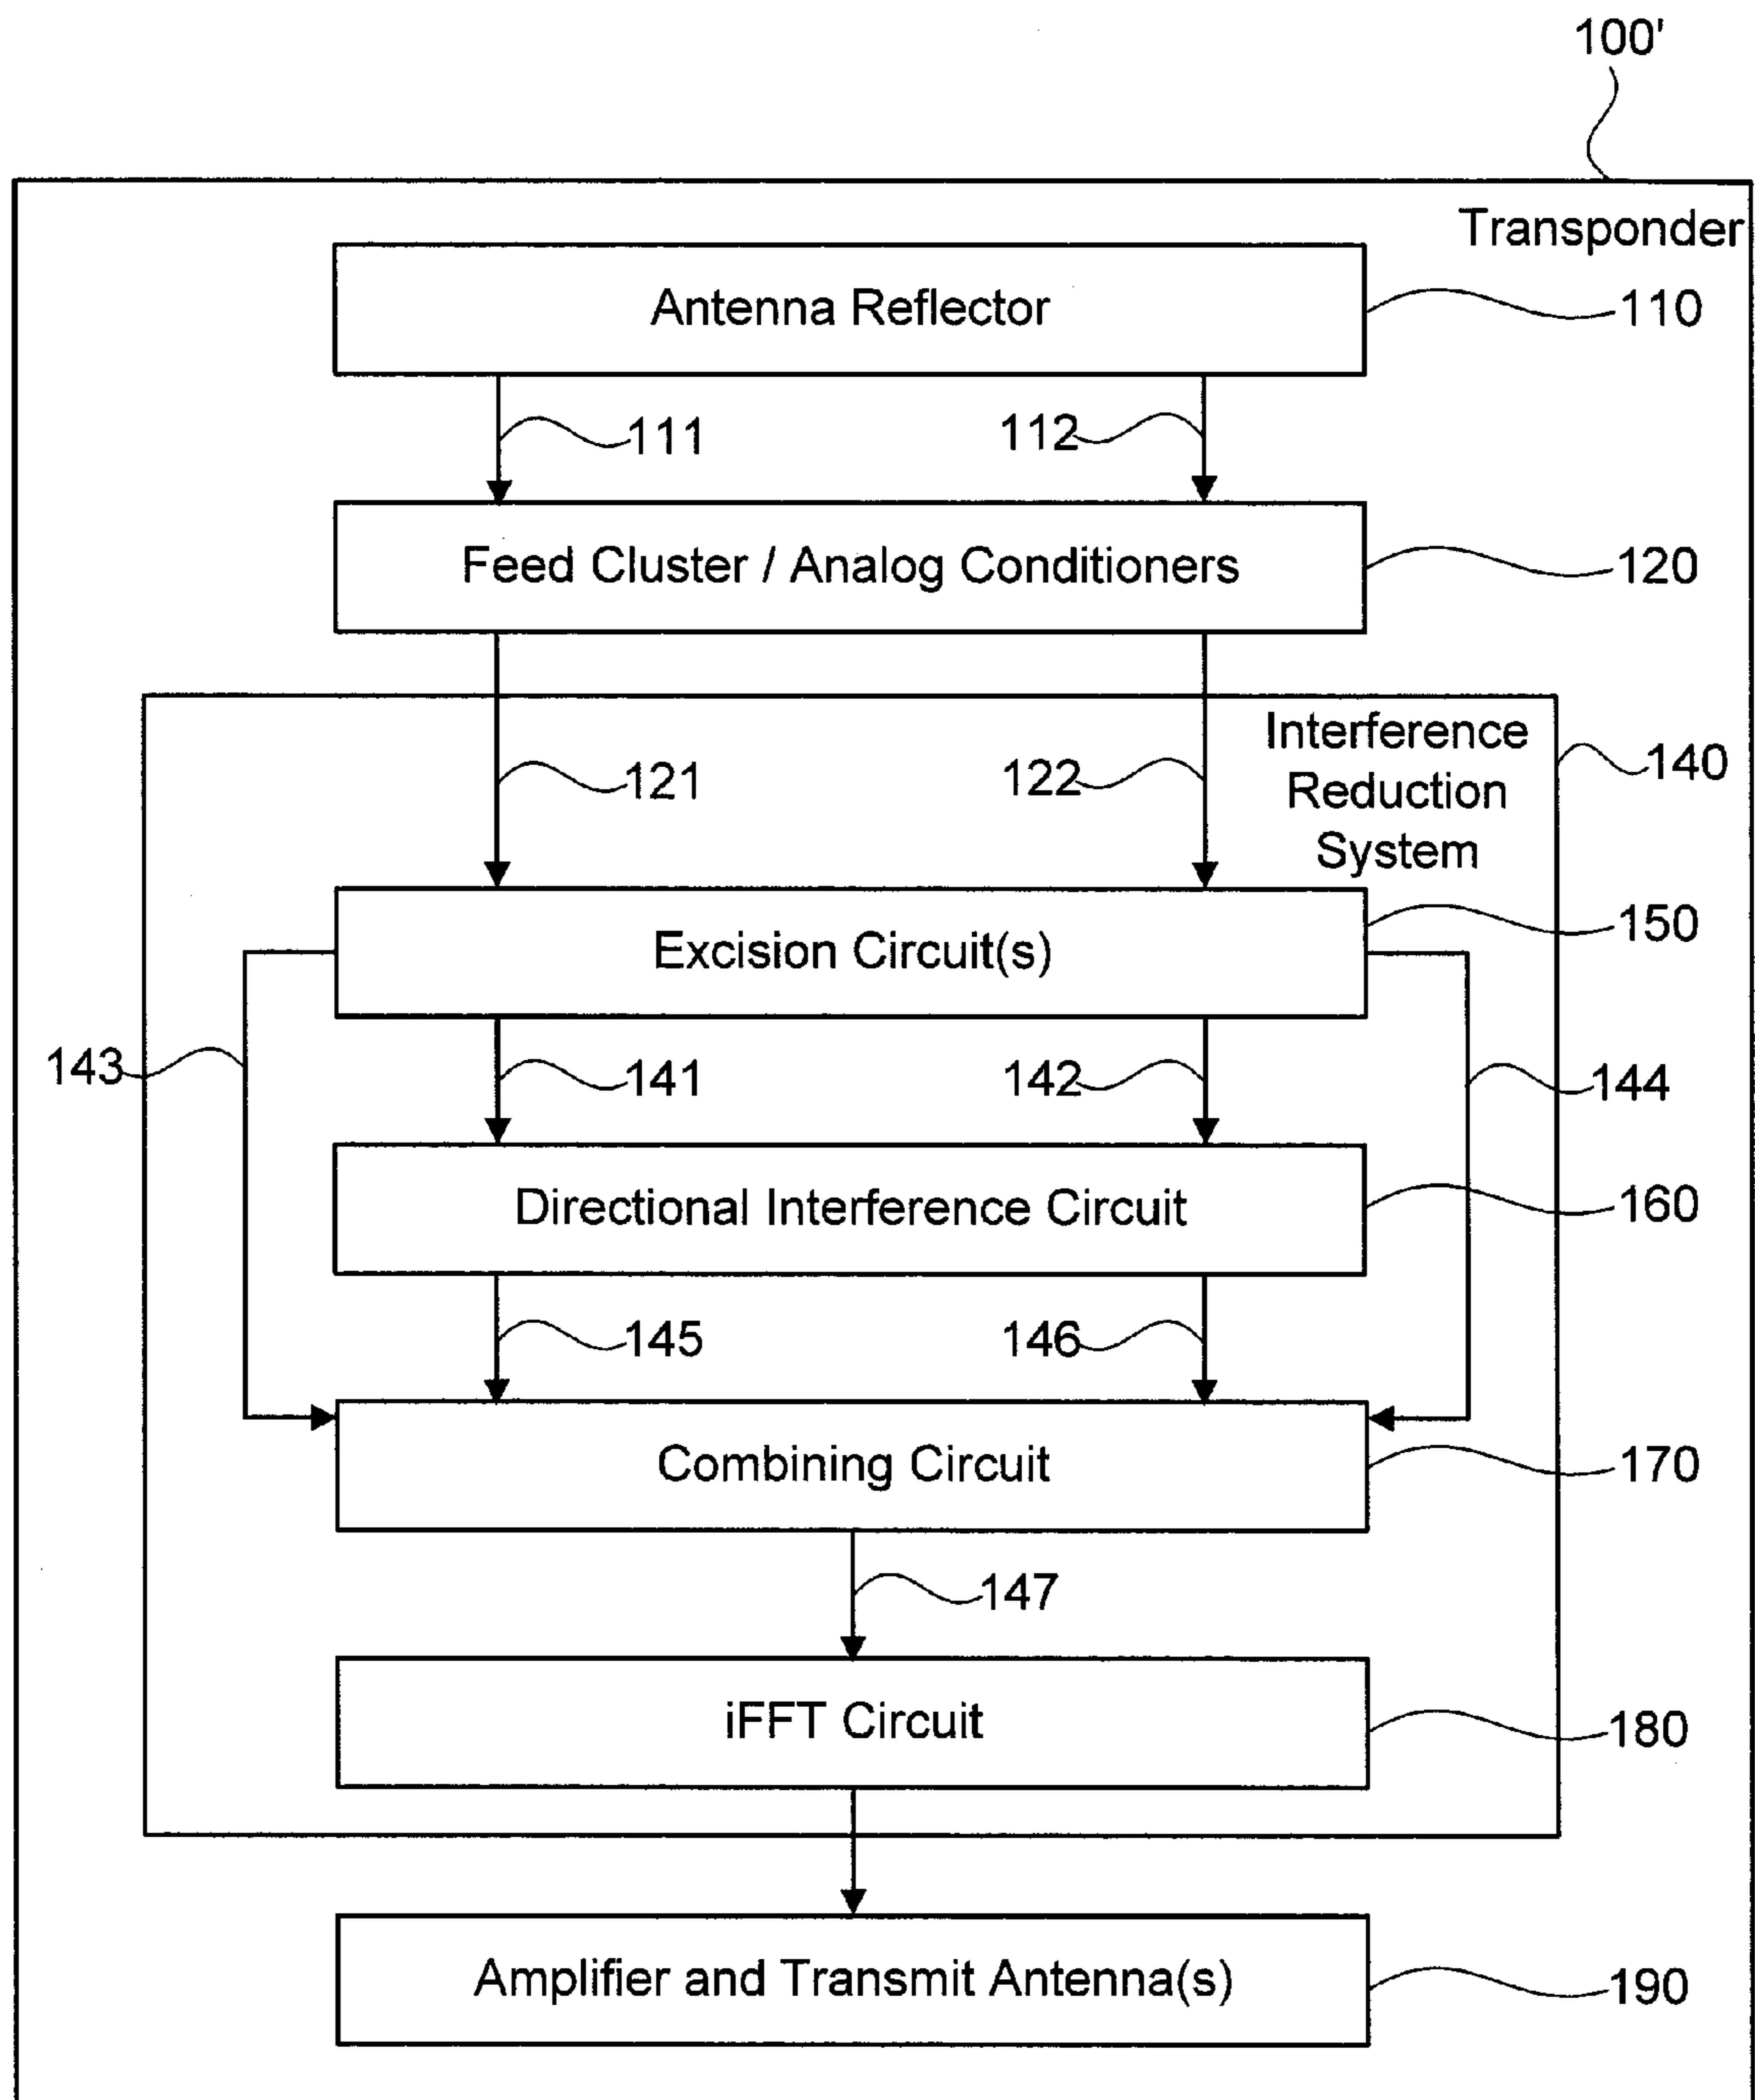 100'
Transponder
Antenna Reflector
110
111
112
Feed Cluster / Analog Conditioners
120
Interference
Reduction
System
140
121
122
Excision Circuit(s)
150
143
141
142
144
Directional Interference Circuit
160
145
146
Combining Circuit
170
147
iFFT Circuit
180
Amplifier and Transmit Antenna(s)
190